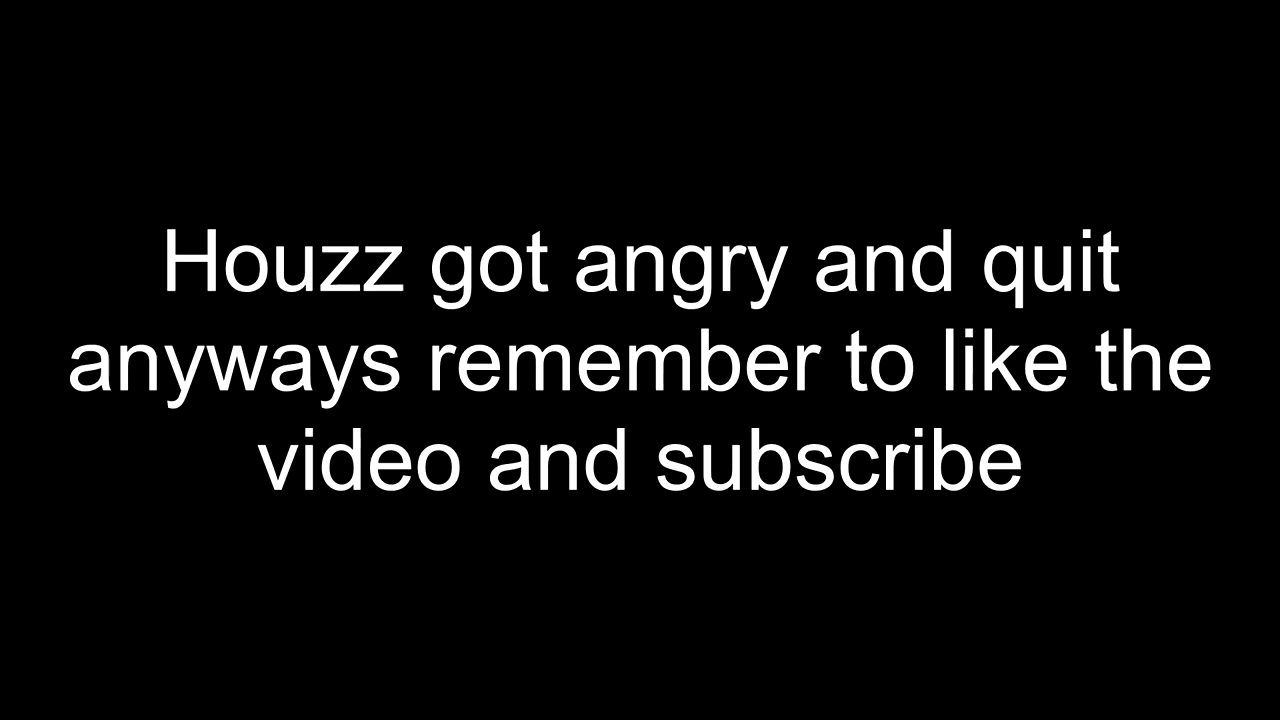 Houzz got angry and quit
anyways remember to like the
video and subscribe